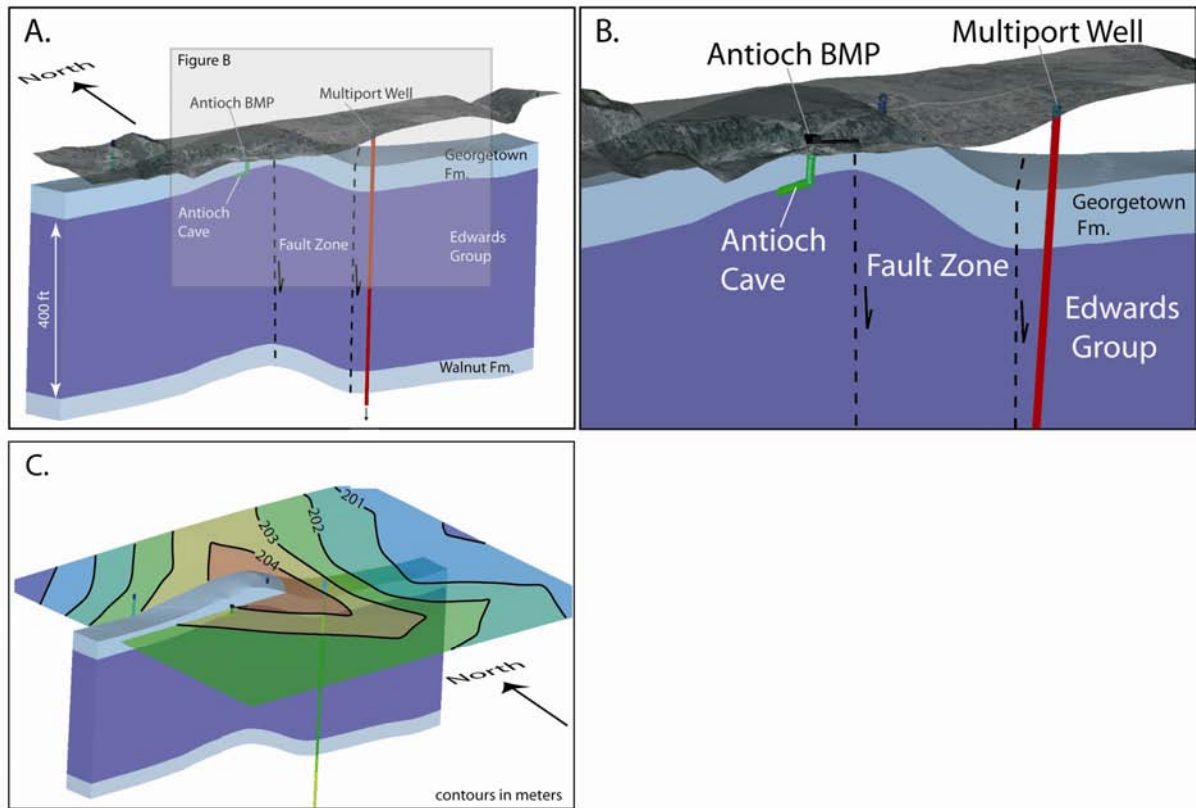 A.
North
Figure B
Antioch BMP
Multiport Well
Georgetown
Fm.
Antioch
Cave
Fault Zone
Edwards
Group
400 ft
Walnut Fm.
B.
Multiport Well
Antioch BMP
Georgetown
Fm.
Antioch
Cave
Fault Zone
Edwards
Group
C.
201
202
203
204
North
contours in meters